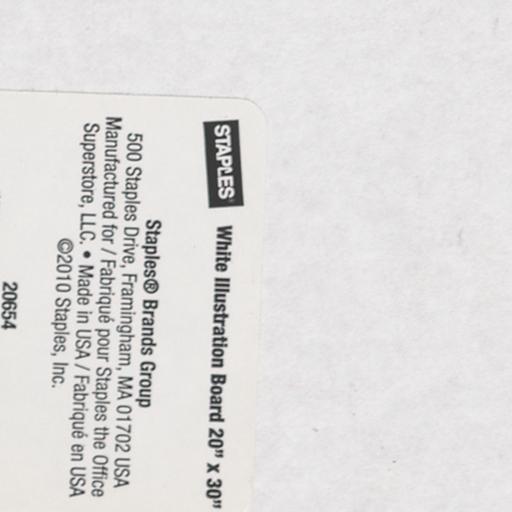 STAPLES® White Illustration Board 20" x 30"
Staples® Brands Group
500 Staples Drive, Framingham, MA 01702 USA
Manufactured for / Fabriqué pour Staples the Office
Superstore, LLC. • Made in USA / Fabriqué en USA
©2010 Staples, Inc.
20654